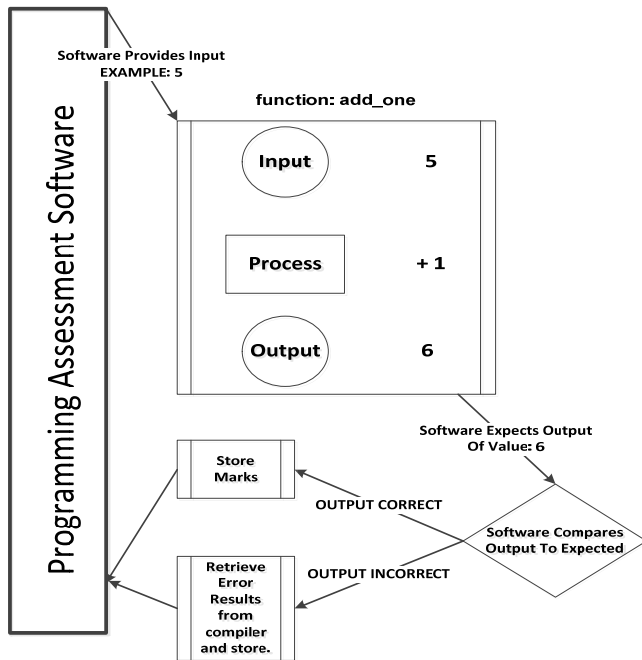 Programming Assessment Software
Software Provides Input
EXAMPLE: 5
function: add_one
Input 5
Process + 1
Output 6
Software Expects Output
Of Value: 6
Software Compares
Output To Expected
OUTPUT CORRECT
Store
Marks
OUTPUT INCORRECT
Retrieve
Error
Results
from
compiler
and store.